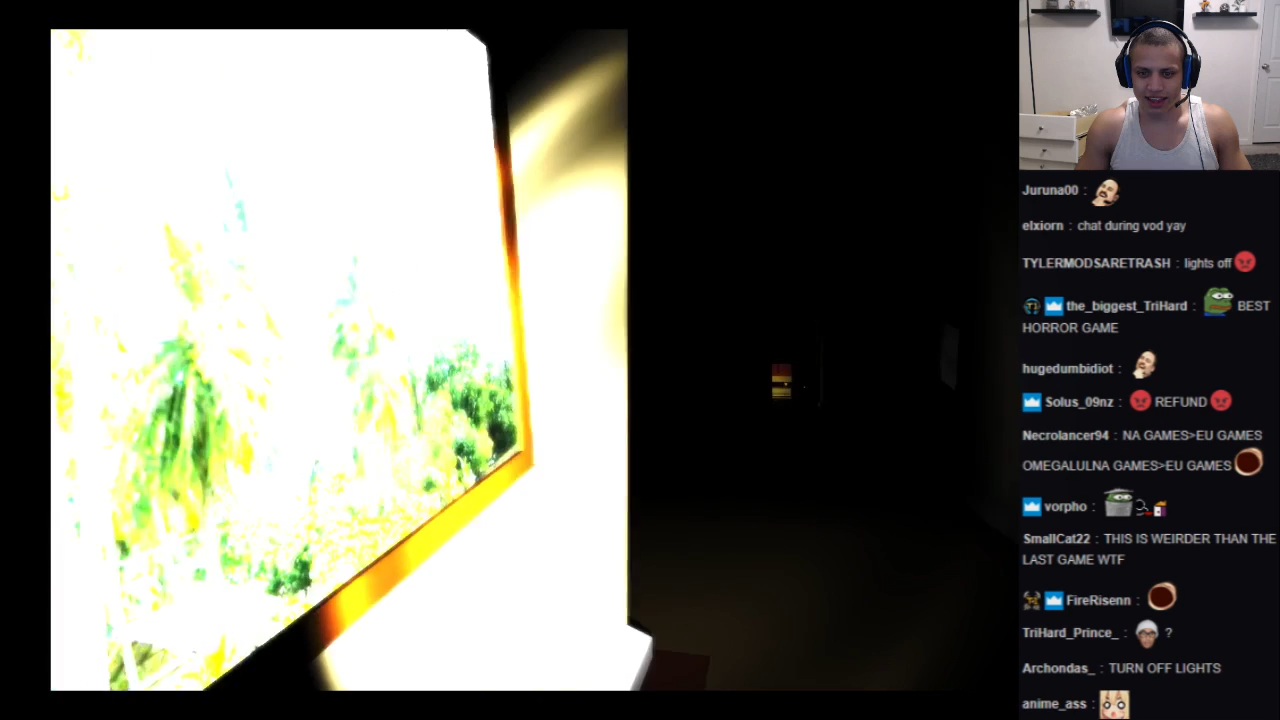 Juruna00 :
elxiorn : chat during vod yay
TYLERMODSARETRASH : lights off
the_biggest_TriHard : BEST
HORROR GAME
hugedumbidiot :
Solus_09nz : REFUND
Necrolancer94 : NA GAMES>EU GAMES
OMEGALULNA GAMES>EU GAMES
vorpho :
SmallCat22 : THIS IS WEIRDER THAN THE
LAST GAME WTF
FireRisenn :
TriHard_Prince_ : ?
Archondas_ : TURN OFF LIGHTS
anime_ass :